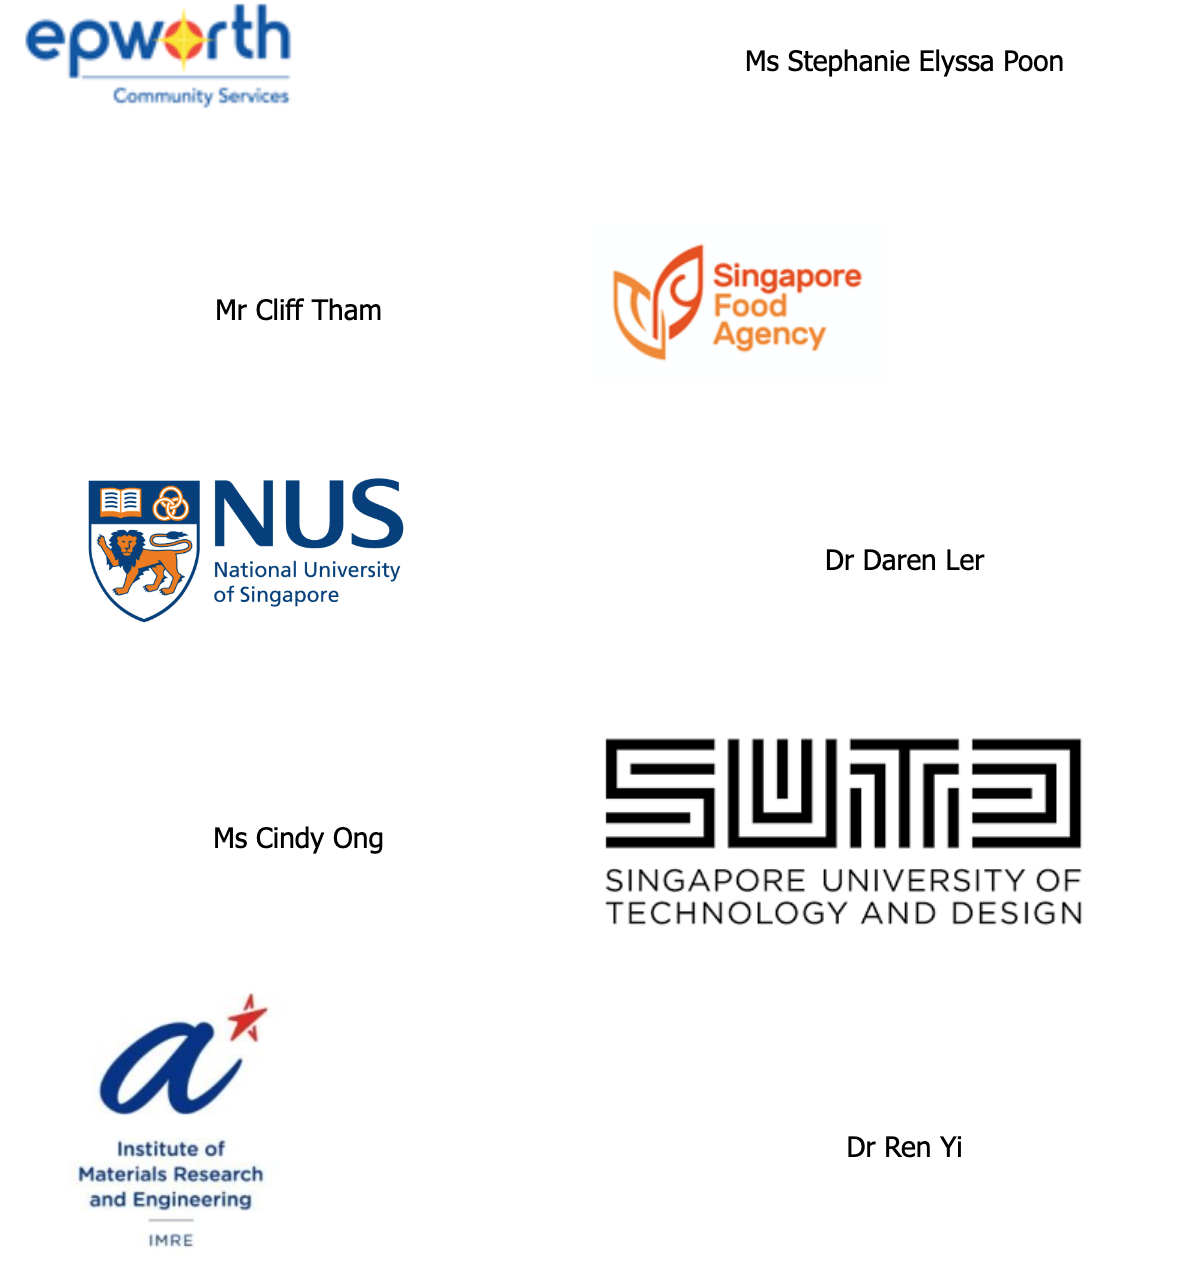 epworth
Community Services
Ms Stephanie Elyssa Poon
Mr Cliff Tham
Singapore
Food
Agency
NUS
National University
of Singapore
Dr Daren Ler
Ms Cindy Ong
SUTD
SINGAPORE UNIVERSITY OF
TECHNOLOGY AND DESIGN
a
Institute of
Materials Research
and Engineering
IMRE
Dr Ren Yi